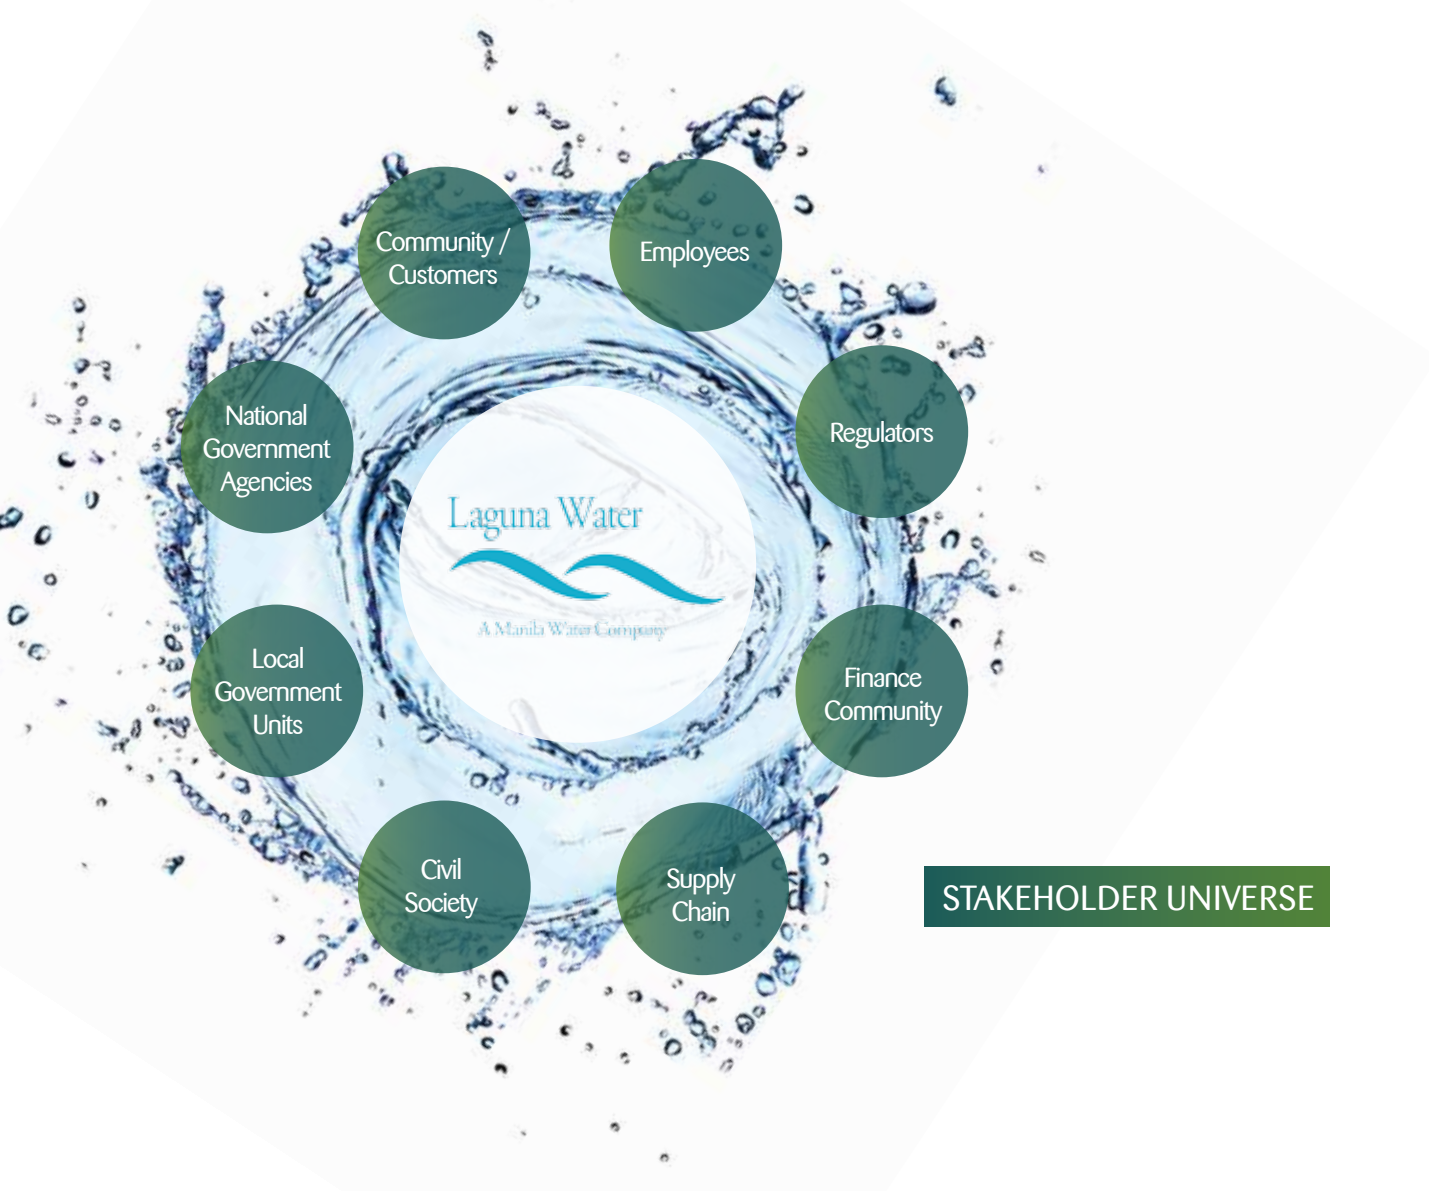 Community /
Customers
Employees
National
Government
Agencies
Regulators
Laguna Water
A Manila Water Company
Local
Government
Units
Finance
Community
Civil
Society
Supply
Chain
STAKEHOLDER UNIVERSE